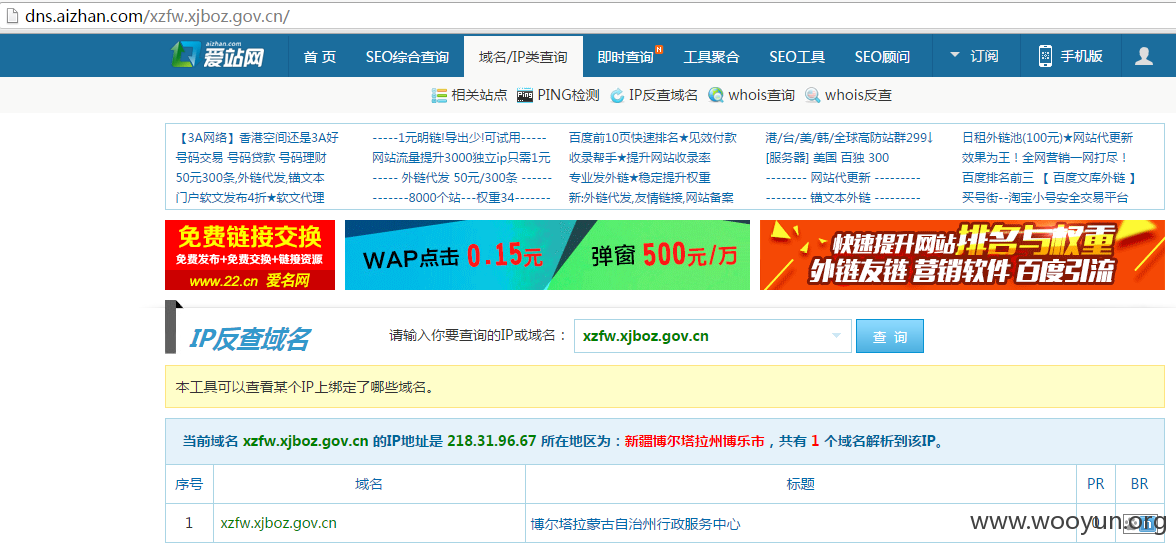 dns.aizhan.com/xzfw.xjboz.gov.cn/
aizhan.com
爱站网 首 页 SEO综合查询 域名/IP类查询 即时查询 N 工具聚合 SEO工具 SEO顾问 订阅 手机版
相关站点 Ping PING检测 IP反查域名 whois查询 whois反查
【3A网络】香港空间还是3A好 -----1元明链!导出少!可试用----- 百度前10页快速排名★见效付款 港/台/美/韩/全球高防站群299↓ 日租外链池(100元)★网站代更新
号码交易 号码贷款 号码理财 网站流量提升3000独立ip只需1元 收录帮手★提升网站收录率 [服务器] 美国 百独 300 效果为王！全网营销一网打尽！
50元300条,外链代发,锚文本 ----- 外链代发 50元/300条 ------ 专业发外链★稳定提升权重 -------- 网站代更新 --------- 百度排名前三 【 百度文库外链 】
门户软文发布4折★软文代理 -------8000个站---权重34------- 新:外链代发,友情链接,网站备案 -------- 锚文本外链 --------- 买号街--淘宝小号安全交易平台
免费链接交换
免费发布+免费交换+链接资源
www.22.cn 爱名网
WAP点击 0.15元 弹窗 500元/万
快速提升网站排名与权重
外链友链 营销软件 百度引流
IP反查域名 请输入你要查询的IP或域名： xzfw.xjboz.gov.cn 查 询
本工具可以查看某个IP上绑定了哪些域名。
当前域名 xzfw.xjboz.gov.cn 的IP地址是 218.31.96.67 所在地区为：新疆博尔塔拉州博乐市，共有 1 个域名解析到该IP。
序号 域名 标题 PR BR
1 xzfw.xjboz.gov.cn 博尔塔拉蒙古自治州行政服务中心
www.wooyun.org